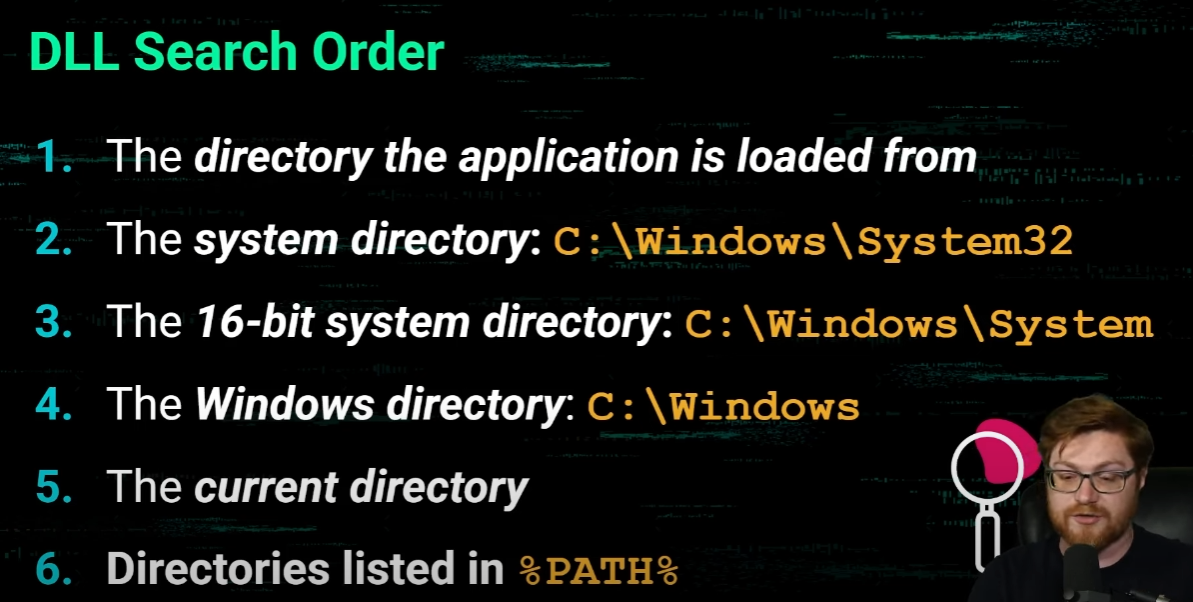 DLL Search Order
1. The directory the application is loaded from
2. The system directory: C:\Windows\System32
3. The 16-bit system directory: C:\Windows\System
4. The Windows directory: C:\Windows
5. The current directory
6. Directories listed in %PATH%